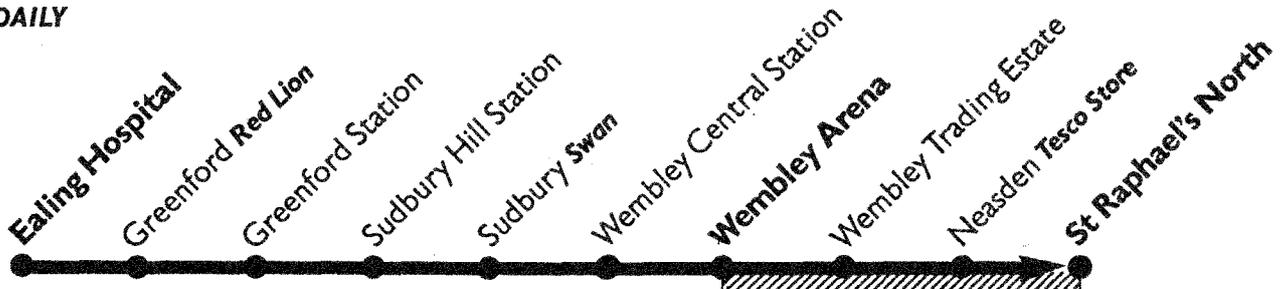 DAILY
Ealing Hospital
Greenford Red Lion
Greenford Station
Sudbury Hill Station
Sudbury Swan
Wembley Central Station
Wembley Arena
Wembley Trading Estate
Neasden Tesco Store
St Raphael's North